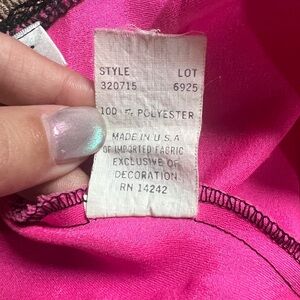 STYLE LOT
320715 6925
100 % POLYESTER
MADE IN U.S.A
OF IMPORTED FABRIC
EXCLUSIVE OF
DECORATION
RN 14242